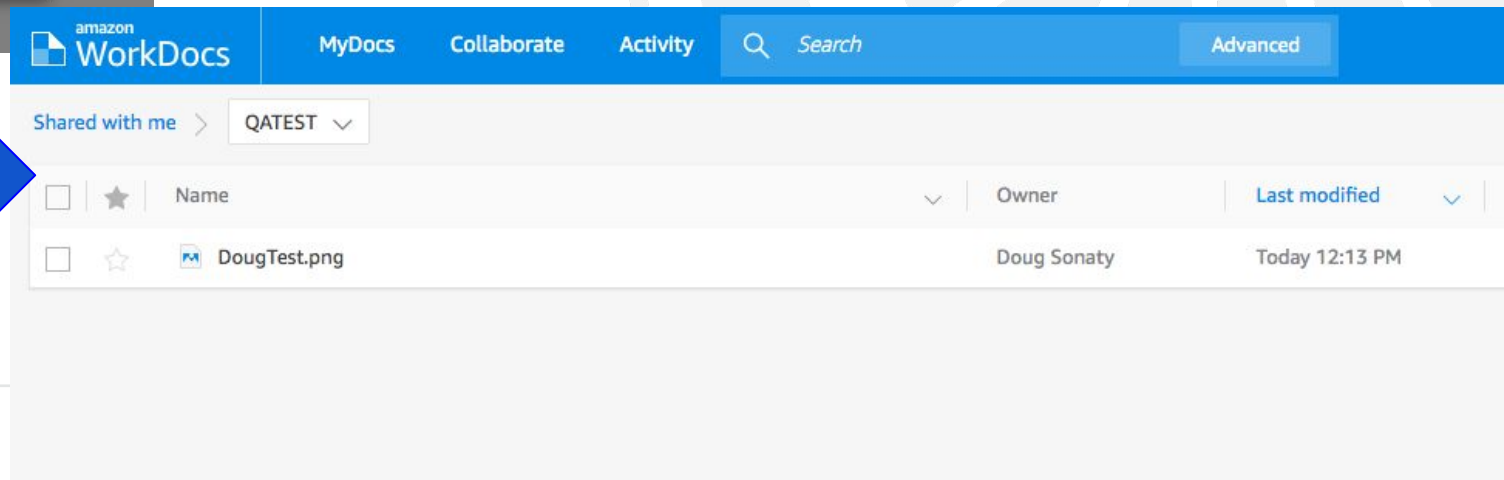 amazon
WorkDocs MyDocs Collaborate Activity Search Advanced
Shared with me > QATEST
Name Owner Last modified
DougTest.png Doug Sonaty Today 12:13 PM